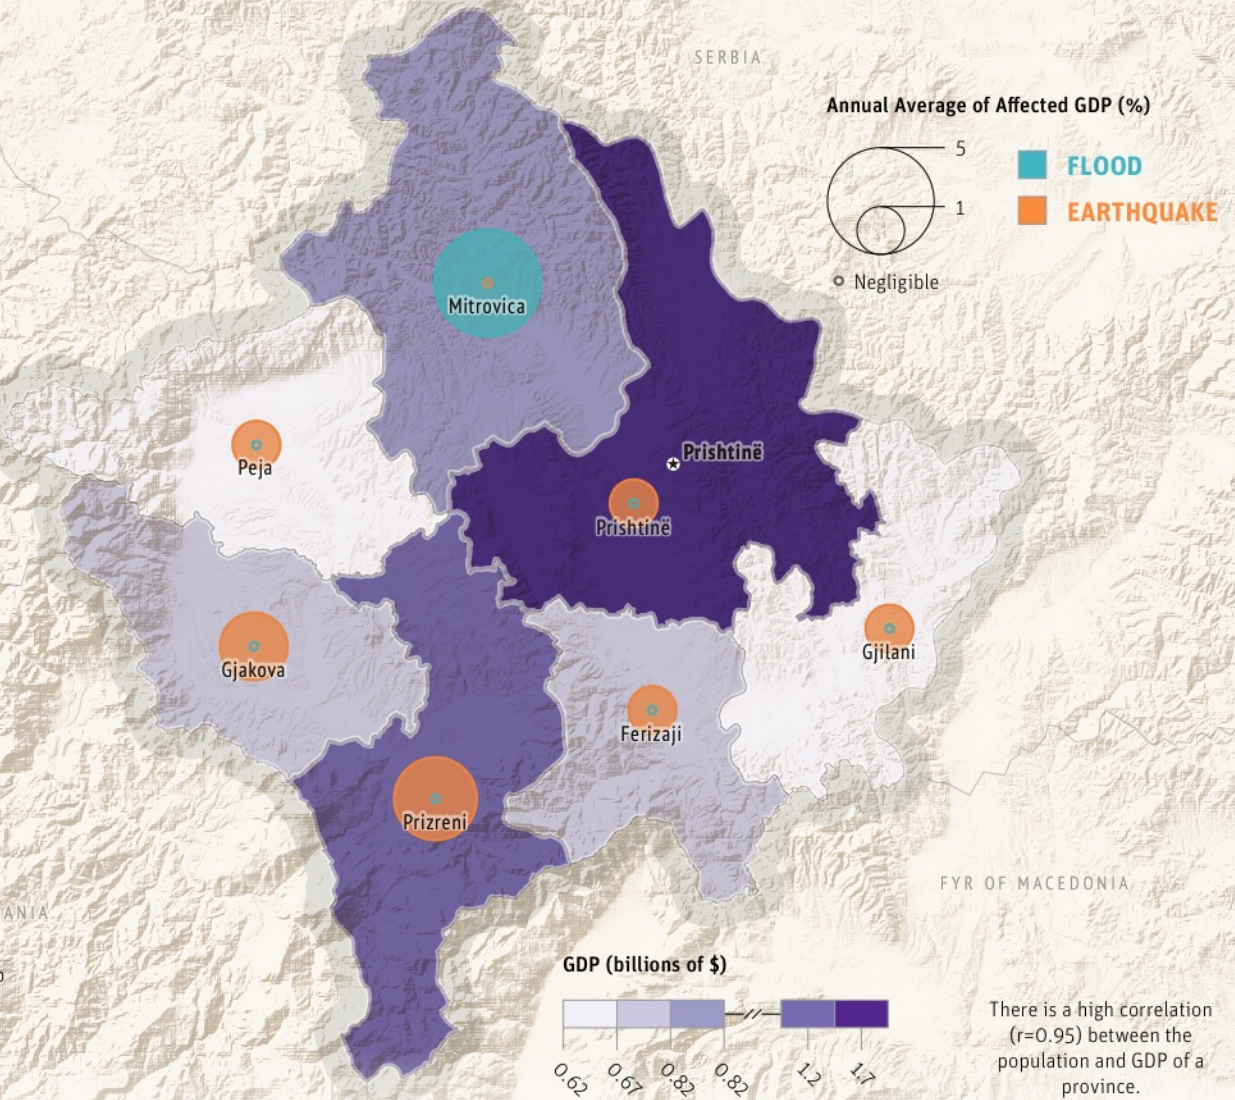 SERBIA
Annual Average of Affected GDP (%)
5
1
Negligible
FLOOD
EARTHQUAKE
Mitrovica
Peja
Prishtinë
Prishtinë
Gjakova
Gjilani
Ferizaji
Prizreni
FYR OF MACEDONIA
ANIA
GDP (billions of $)
0.62
0.67
0.82
0.82
1.2
1.7
There is a high correlation
(r=0.95) between the
population and GDP of a
province.